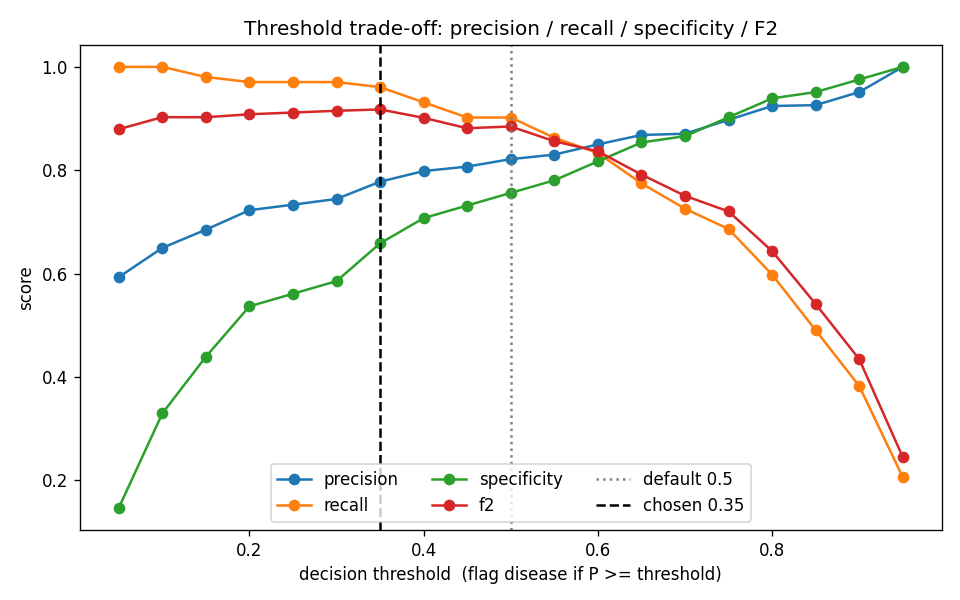 Threshold trade-off: precision / recall / specificity / F2
score
1.0
0.8
0.6
0.4
0.2
precision
recall
specificity
f2
default 0.5
chosen 0.35
0.2 0.4 0.6 0.8
decision threshold (flag disease if P >= threshold)